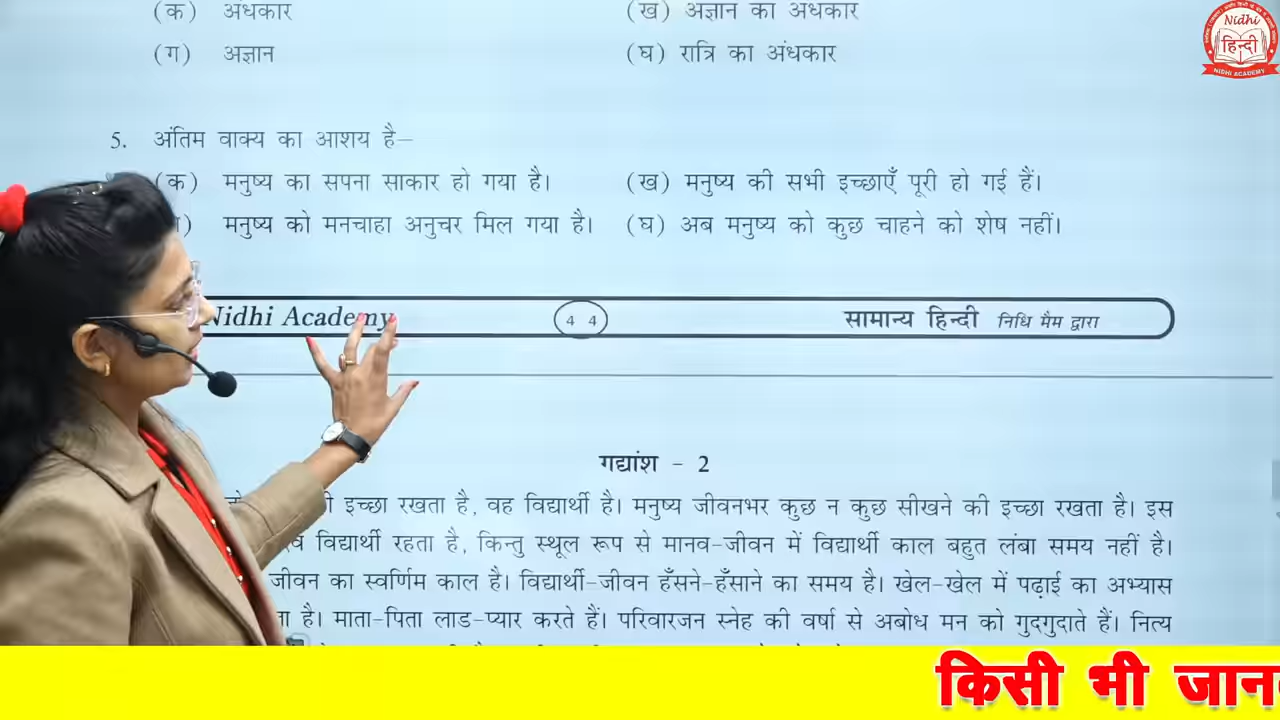 (क) अंधकार (ख) अज्ञान का अंधकार
(ग) अज्ञान (घ) रात्रि का अंधकार
5. अंतिम वाक्य का आशय है–
(क) मनुष्य का सपना साकार हो गया है। (ख) मनुष्य की सभी इच्छाएँ पूरी हो गई हैं।
मनुष्य को मनचाहा अनुचर मिल गया है। (घ) अब मनुष्य को कुछ चाहने को शेष नहीं।
Nidhi Academy 44 सामान्य हिन्दी निधि मैम द्वारा
गद्यांश - 2
इच्छा रखता है, वह विद्यार्थी है। मनुष्य जीवनभर कुछ न कुछ सीखने की इच्छा रखता है। इस
विद्यार्थी रहता है, किन्तु स्थूल रूप से मानव-जीवन में विद्यार्थी काल बहुत लंबा समय नहीं है।
जीवन का स्वर्णिम काल है। विद्यार्थी-जीवन हँसने-हँसाने का समय है। खेल-खेल में पढ़ाई का अभ्यास
है। माता-पिता लाड-प्यार करते हैं। परिवारजन स्नेह की वर्षा से अबोध मन को गुदगुदाते हैं। नित्य
किसी भी
Nidhi
हिन्दी
NIDHI ACADEMY